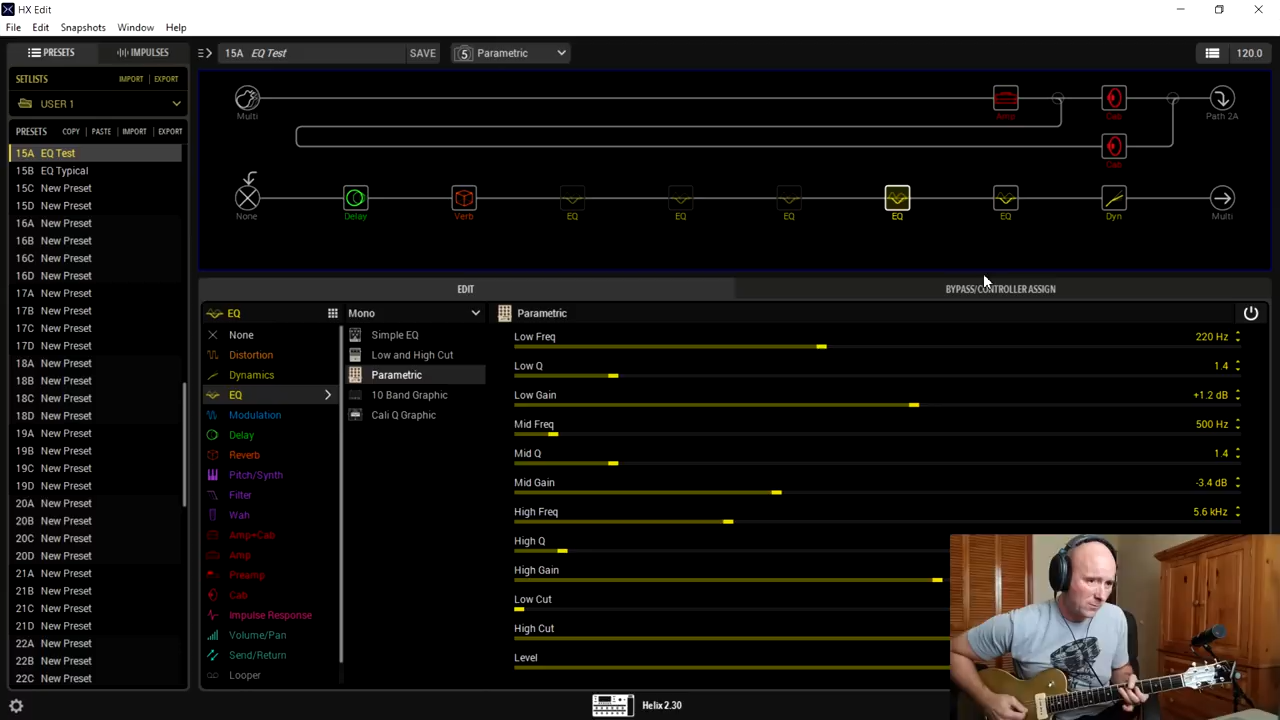 HX Edit
File Edit Snapshots Window Help
PRESETS IMPULSES 15A EQ Test SAVE 5 Parametric 120.0
SETLISTS IMPORT EXPORT
USER 1
PRESETS COPY PASTE IMPORT EXPORT
15A EQ Test
15B EQ Typical
15C New Preset
15D New Preset
16A New Preset
16B New Preset
16C New Preset
16D New Preset
17A New Preset
17B New Preset
17C New Preset
17D New Preset
18A New Preset
18B New Preset
18C New Preset
18D New Preset
19A New Preset
19B New Preset
19C New Preset
19D New Preset
20A New Preset
20B New Preset
20C New Preset
20D New Preset
21A New Preset
21B New Preset
21C New Preset
21D New Preset
22A New Preset
22B New Preset
22C New Preset
Multi Amp Cab Path 2A
Cab
None Delay Verb EQ EQ EQ EQ EQ Dyn Multi
EDIT BYPASS/CONTROLLER ASSIGN
EQ Mono Parametric
None
Distortion
Dynamics
EQ
Modulation
Delay
Reverb
Pitch/Synth
Filter
Wah
Amp+Cab
Amp
Preamp
Cab
Impulse Response
Volume/Pan
Send/Return
Looper
Simple EQ
Low and High Cut
Parametric
10 Band Graphic
Cali Q Graphic
Low Freq 220 Hz
Low Q 1.4
Low Gain +1.2 dB
Mid Freq 500 Hz
Mid Q 1.4
Mid Gain -3.4 dB
High Freq 5.6 kHz
High Q
High Gain
Low Cut
High Cut
Level
Helix 2.30